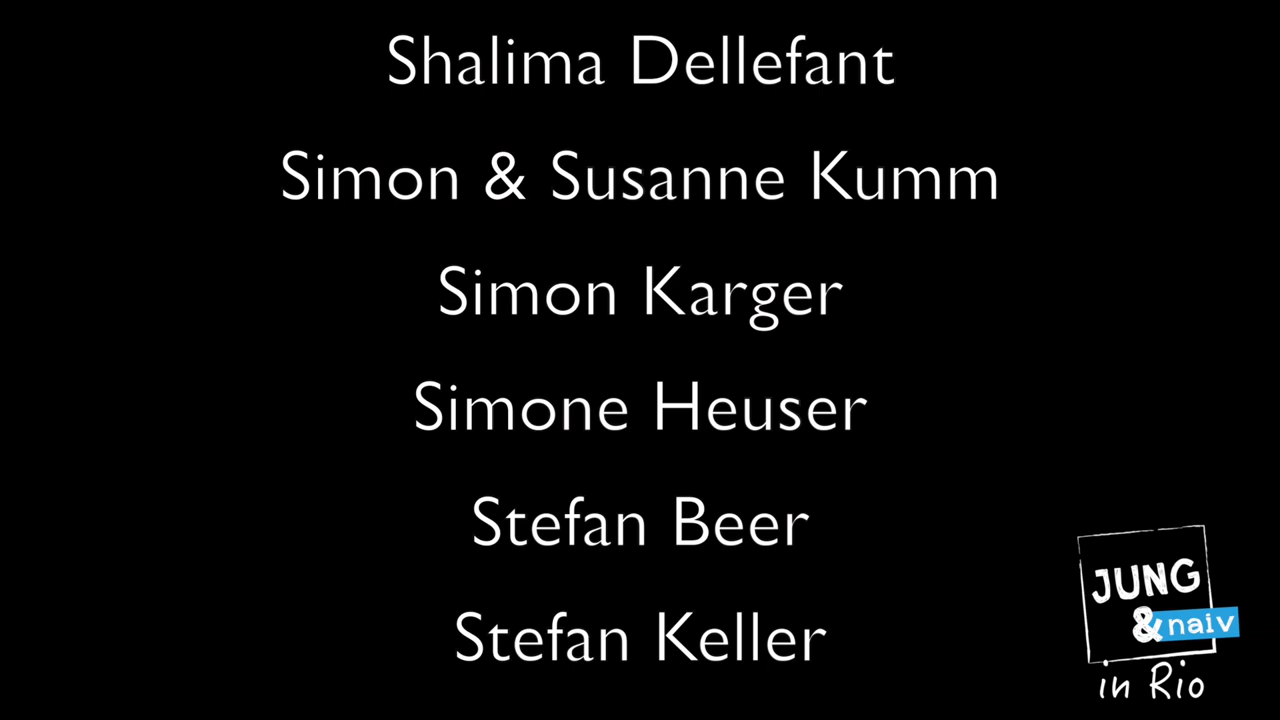 Shalima Dellefant
Simon & Susanne Kumm
Simon Karger
Simone Heuser
Stefan Beer
Stefan Keller
JUNG
& naiv
in Rio